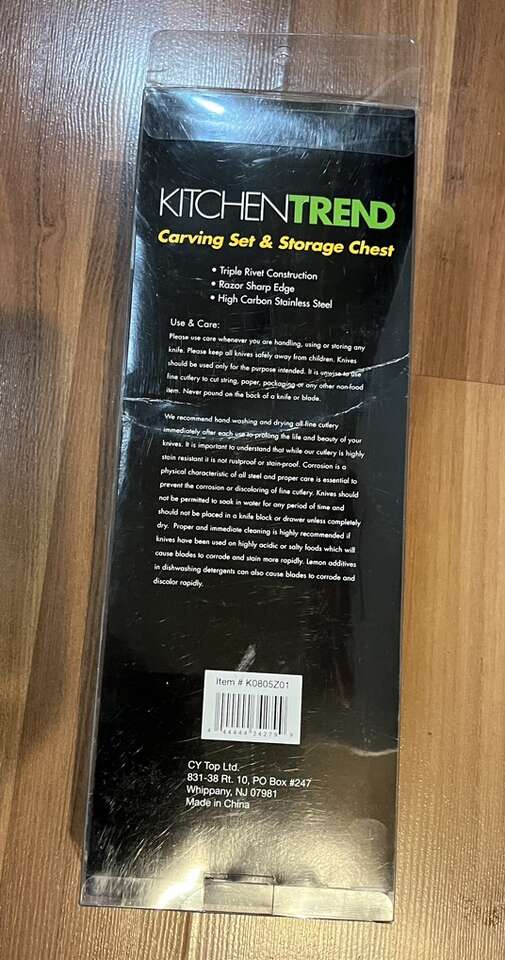 KITCHENTREND
Carving Set & Storage Chest
• Triple Rivet Construction
• Razor Sharp Edge
• High Carbon Stainless Steel
Use & Care:
Please use care whenever you are handling, using or storing any
knife. Please keep all knives safely away from children. Knives
should be used only for the purpose intended. It is unwise to use
fine cutlery to cut string, paper, packaging or any other non-food
item. Never pound on the back of a knife or blade.
We recommend hand washing and drying all fine cutlery
immediately after each use to prolong the life and beauty of your
knives. It is important to understand that while our cutlery is highly
stain resistant it is not rustproof or stain-proof. Corrosion is a
physical characteristic of all steel and proper care is essential to
prevent the corrosion or discoloring of fine cutlery. Knives should
not be permitted to soak in water for any period of time and
should not be placed in a knife block or drawer unless completely
dry. Proper and immediate cleaning is highly recommended if
knives have been used on highly acidic or salty foods which will
cause blades to corrode and stain more rapidly. Lemon additives
in dishwashing detergents can also cause blades to corrode and
discolor rapidly.
Item # K0805Z01
4 44444 34279 9
CY Top Ltd.
831-38 Rt. 10, PO Box #247
Whippany, NJ 07981
Made in China